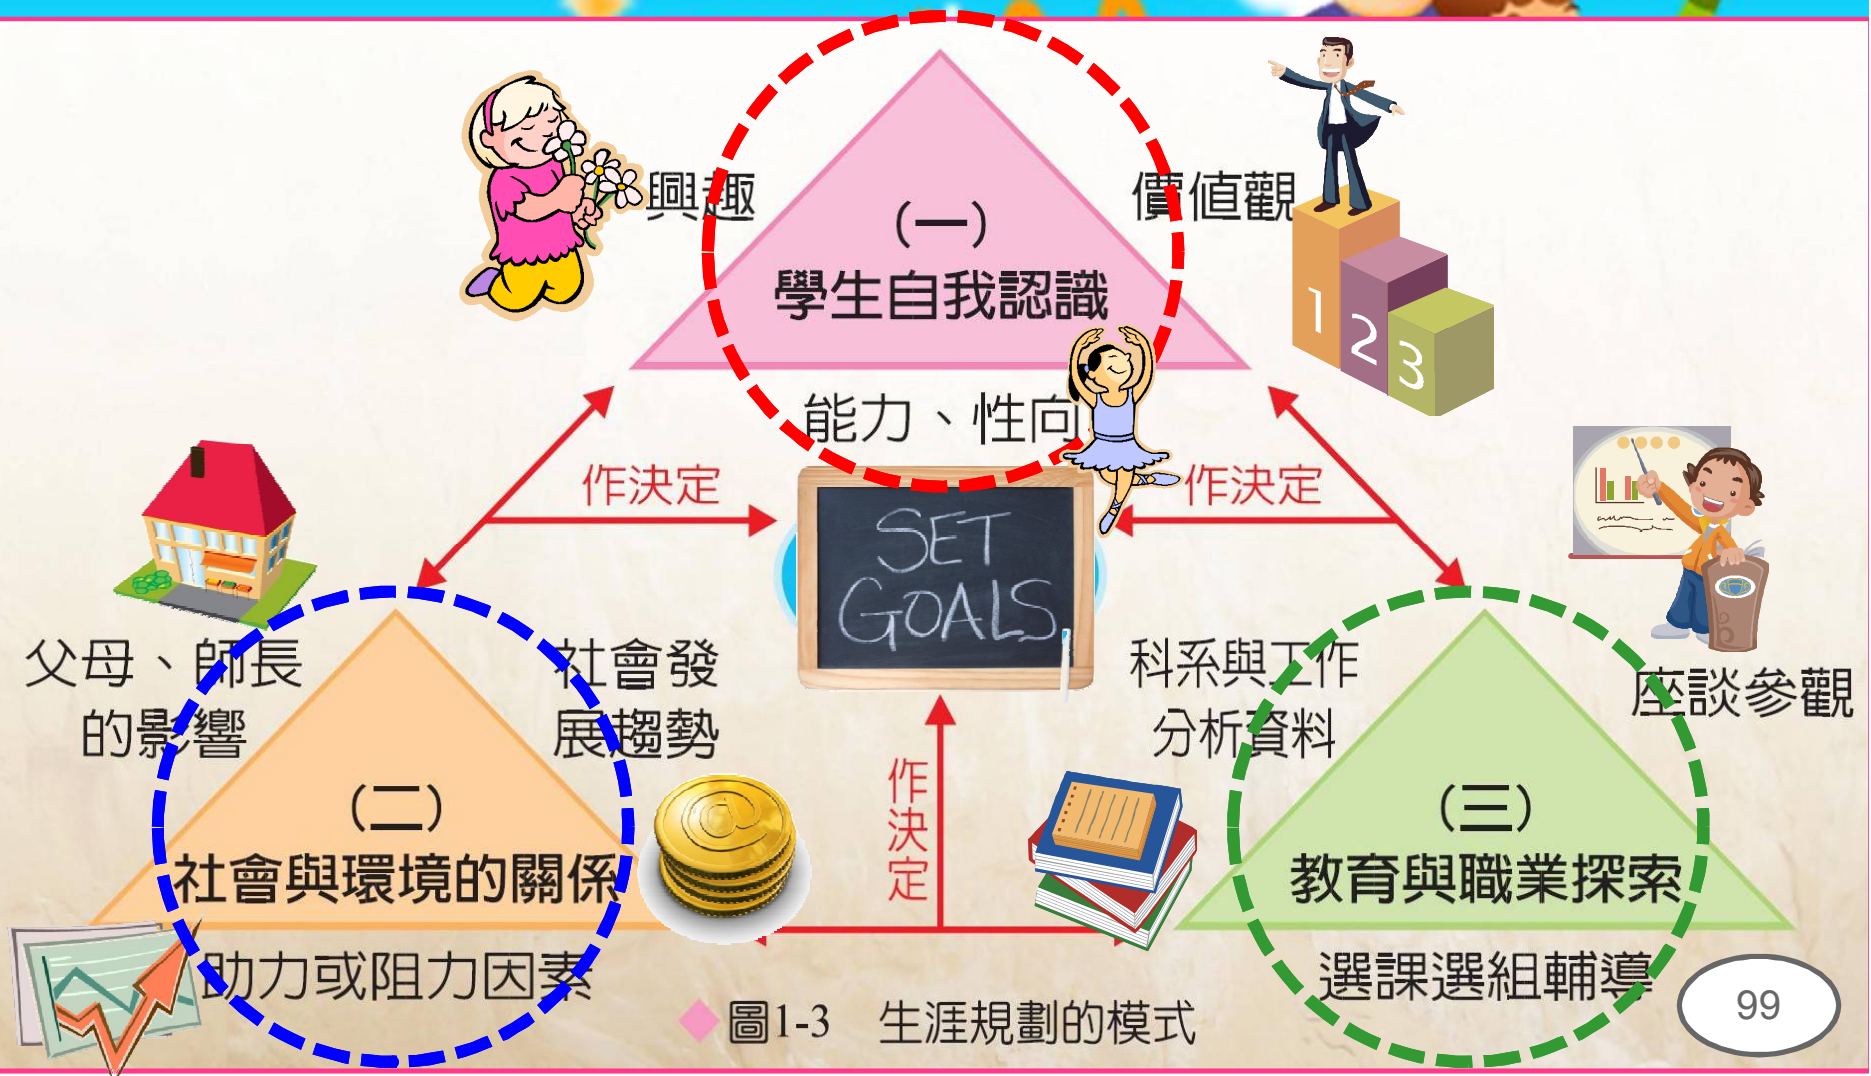 興趣
價值觀
(一)
學生自我認識
1
2
3
能力、性向
作決定
作決定
SET
GOALS
父母、師長
的影響
社會發
展趨勢
(二)
社會與環境的關係
助力或阻力因素
作決定
科系與工作
分析資料
座談參觀
(三)
教育與職業探索
選課選組輔導
圖1-3 生涯規劃的模式
99